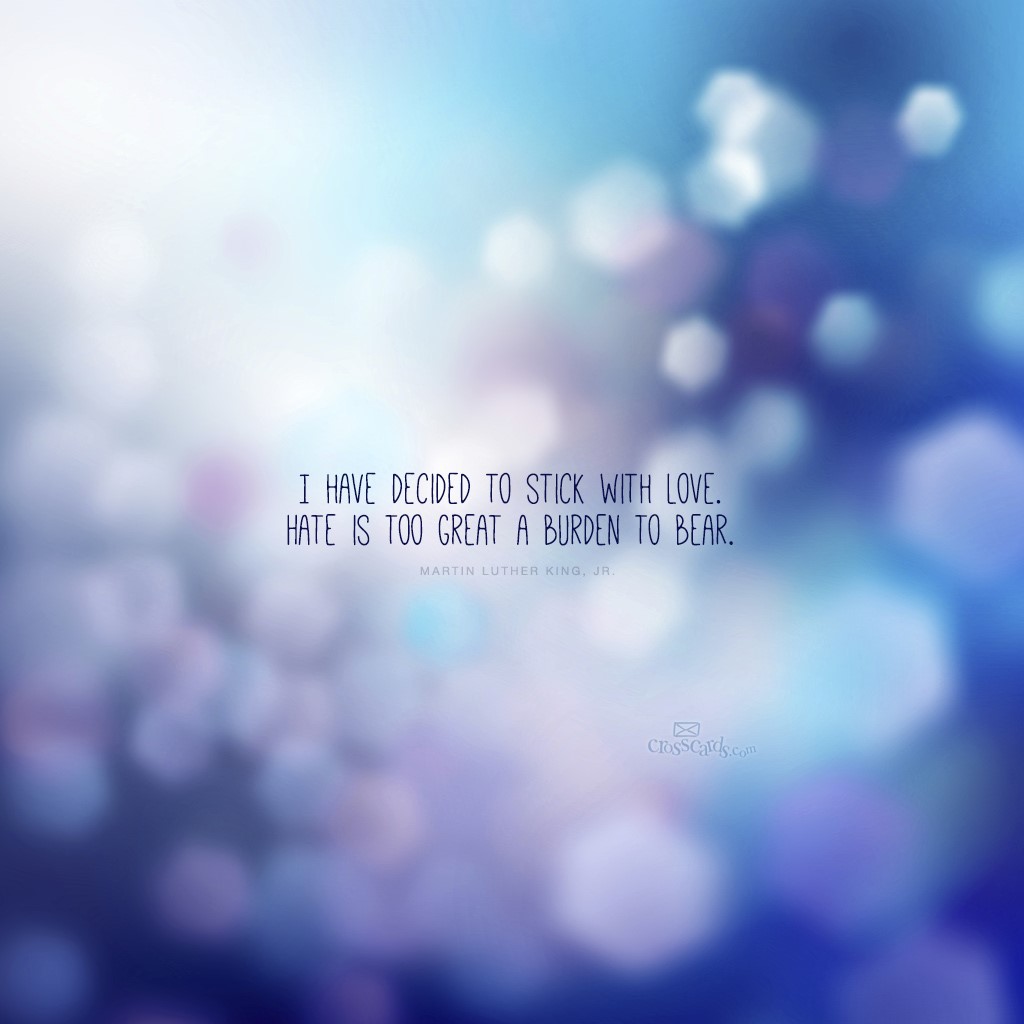 I HAVE DECIDED TO STICK WITH LOVE.
HATE IS TOO GREAT A BURDEN TO BEAR.
MARTIN LUTHER KING, JR.
crosscards.com